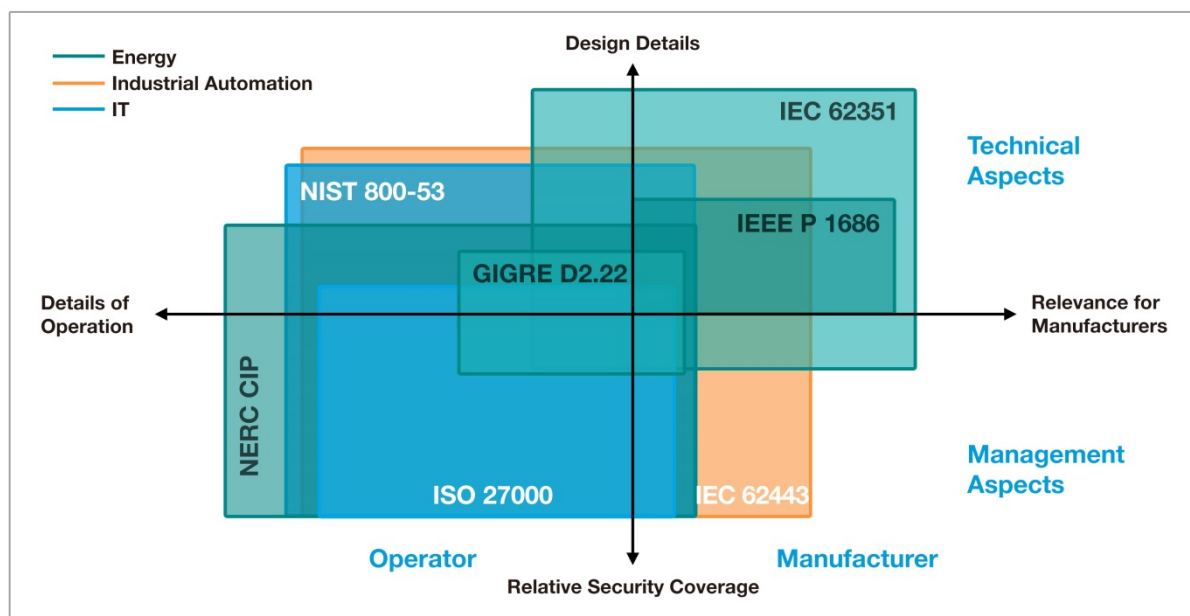 Design Details
Energy
Industrial Automation
IT
IEC 62351
Technical
Aspects
NIST 800-53
IEEE P 1686
GIGRE D2.22
Details of
Operation
Relevance for
Manufacturers
NERC CIP
Management
Aspects
ISO 27000
IEC 62443
Operator
Manufacturer
Relative Security Coverage